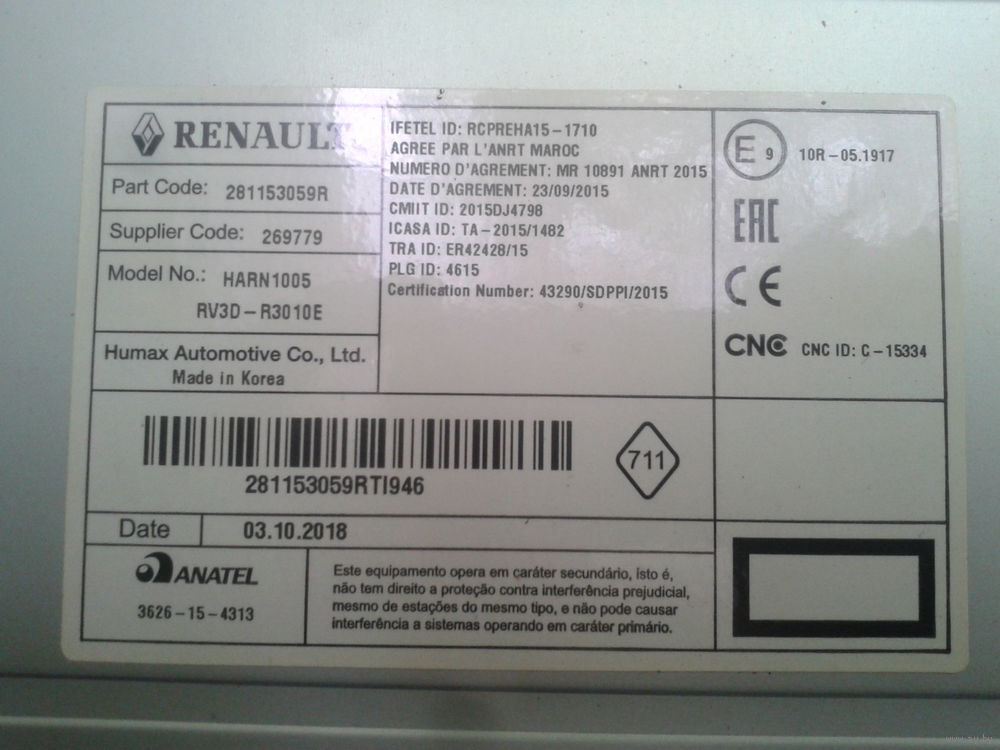 RENAULT
Part Code: 281153059R
Supplier Code: 269779
Model No.: HARN1005
RV3D-R3010E
Humax Automotive Co., Ltd.
Made in Korea
IFETEL ID: RCPREHA15-1710
AGREE PAR L'ANRT MAROC
NUMERO D'AGREMENT: MR 10891 ANRT 2015
DATE D'AGREMENT: 23/09/2015
CMIIT ID: 2015DJ4798
ICASA ID: TA-2015/1482
TRA ID: ER42428/15
PLG ID: 4615
Certification Number: 43290/SDPPI/2015
E 9 10R-05.1917
EAC
CE
CNC CNC ID: C-15334
281153059RTI946
711
Date 03.10.2018
ANATEL
3626-15-4313
Este equipamento opera em caráter secundário, isto é,
não tem direito a proteção contra interferência prejudicial,
mesmo de estações do mesmo tipo, e não pode causar
interferência a sistemas operando em caráter primário.